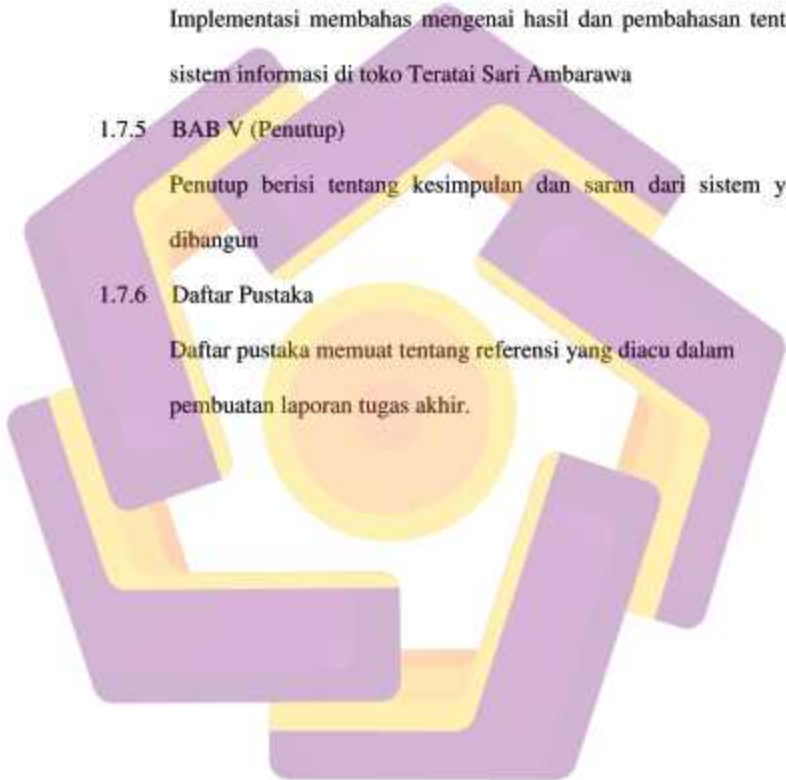 Implementasi membahas mengenai hasil dan pembahasan tent
sistem informasi di toko Teratai Sari Ambarawa
1.7.5 BAB V (Penutup)
Penutup berisi tentang kesimpulan dan saran dari sistem y
dibangun
1.7.6 Daftar Pustaka
Daftar pustaka memuat tentang referensi yang diacu dalam
pembuatan laporan tugas akhir.